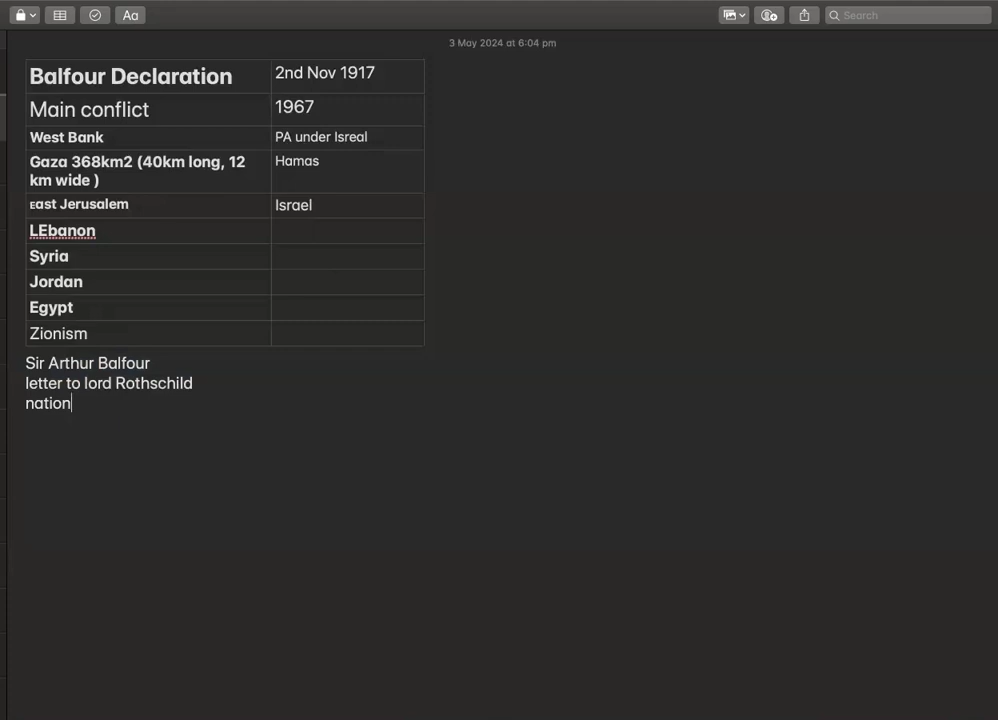 Aa
Search
3 May 2024 at 6:04 pm
Balfour Declaration 2nd Nov 1917
Main conflict 1967
West Bank PA under Isreal
Gaza 368km2 (40km long, 12 Hamas
km wide )
East Jerusalem Israel
LEbanon
Syria
Jordan
Egypt
Zionism
Sir Arthur Balfour
letter to lord Rothschild
nation